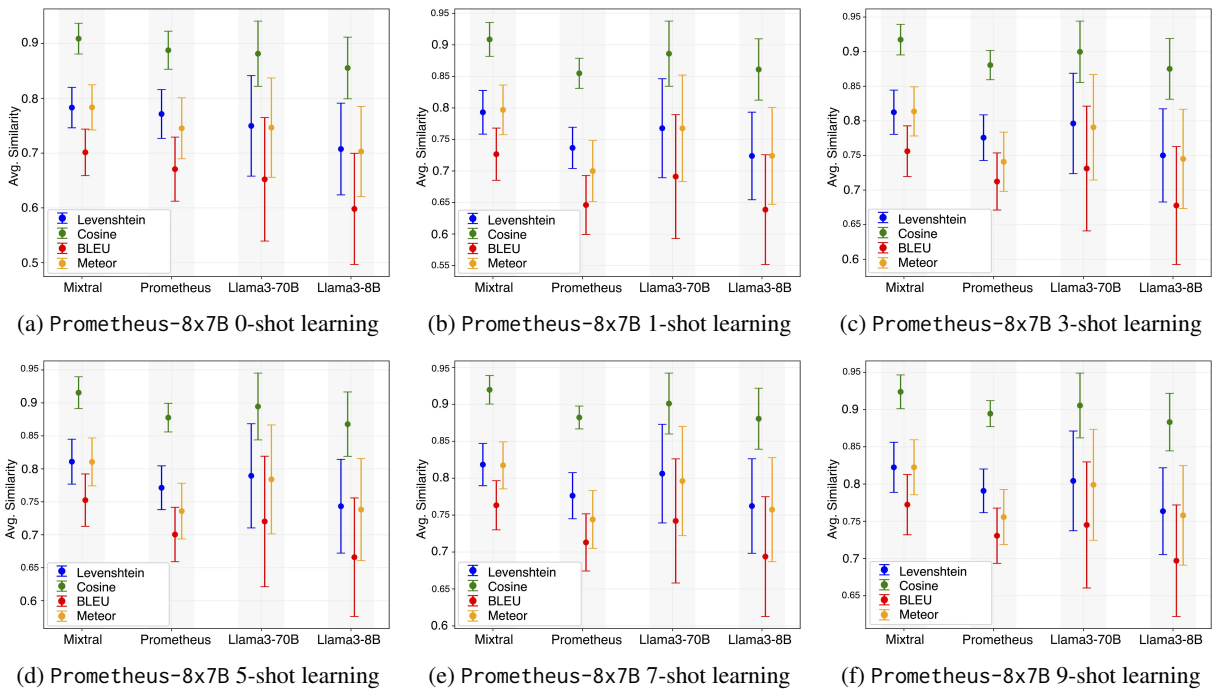 Avg. Similarity
0.9
0.8
0.7
0.6
0.5
Levenshtein
Cosine
BLEU
Meteor
Mixtral Prometheus Llama3-70B Llama3-8B
(a) Prometheus-8x7B 0-shot learning
Avg. Similarity
0.95
0.90
0.85
0.80
0.75
0.70
0.65
0.60
0.55
Levenshtein
Cosine
BLEU
Meteor
Mixtral Prometheus Llama3-70B Llama3-8B
(b) Prometheus-8x7B 1-shot learning
Avg. Similarity
0.95
0.9
0.85
0.8
0.75
0.7
0.65
0.6
Levenshtein
Cosine
BLEU
Meteor
Mixtral Prometheus Llama3-70B Llama3-8B
(c) Prometheus-8x7B 3-shot learning
Avg. Similarity
0.95
0.9
0.85
0.8
0.75
0.7
0.65
0.6
Levenshtein
Cosine
BLEU
Meteor
Mixtral Prometheus Llama3-70B Llama3-8B
(d) Prometheus-8x7B 5-shot learning
Avg. Similarity
0.95
0.9
0.85
0.8
0.75
0.7
0.65
0.6
Levenshtein
Cosine
BLEU
Meteor
Mixtral Prometheus Llama3-70B Llama3-8B
(e) Prometheus-8x7B 7-shot learning
Avg. Similarity
0.95
0.9
0.85
0.8
0.75
0.7
0.65
Levenshtein
Cosine
BLEU
Meteor
Mixtral Prometheus Llama3-70B Llama3-8B
(f) Prometheus-8x7B 9-shot learning